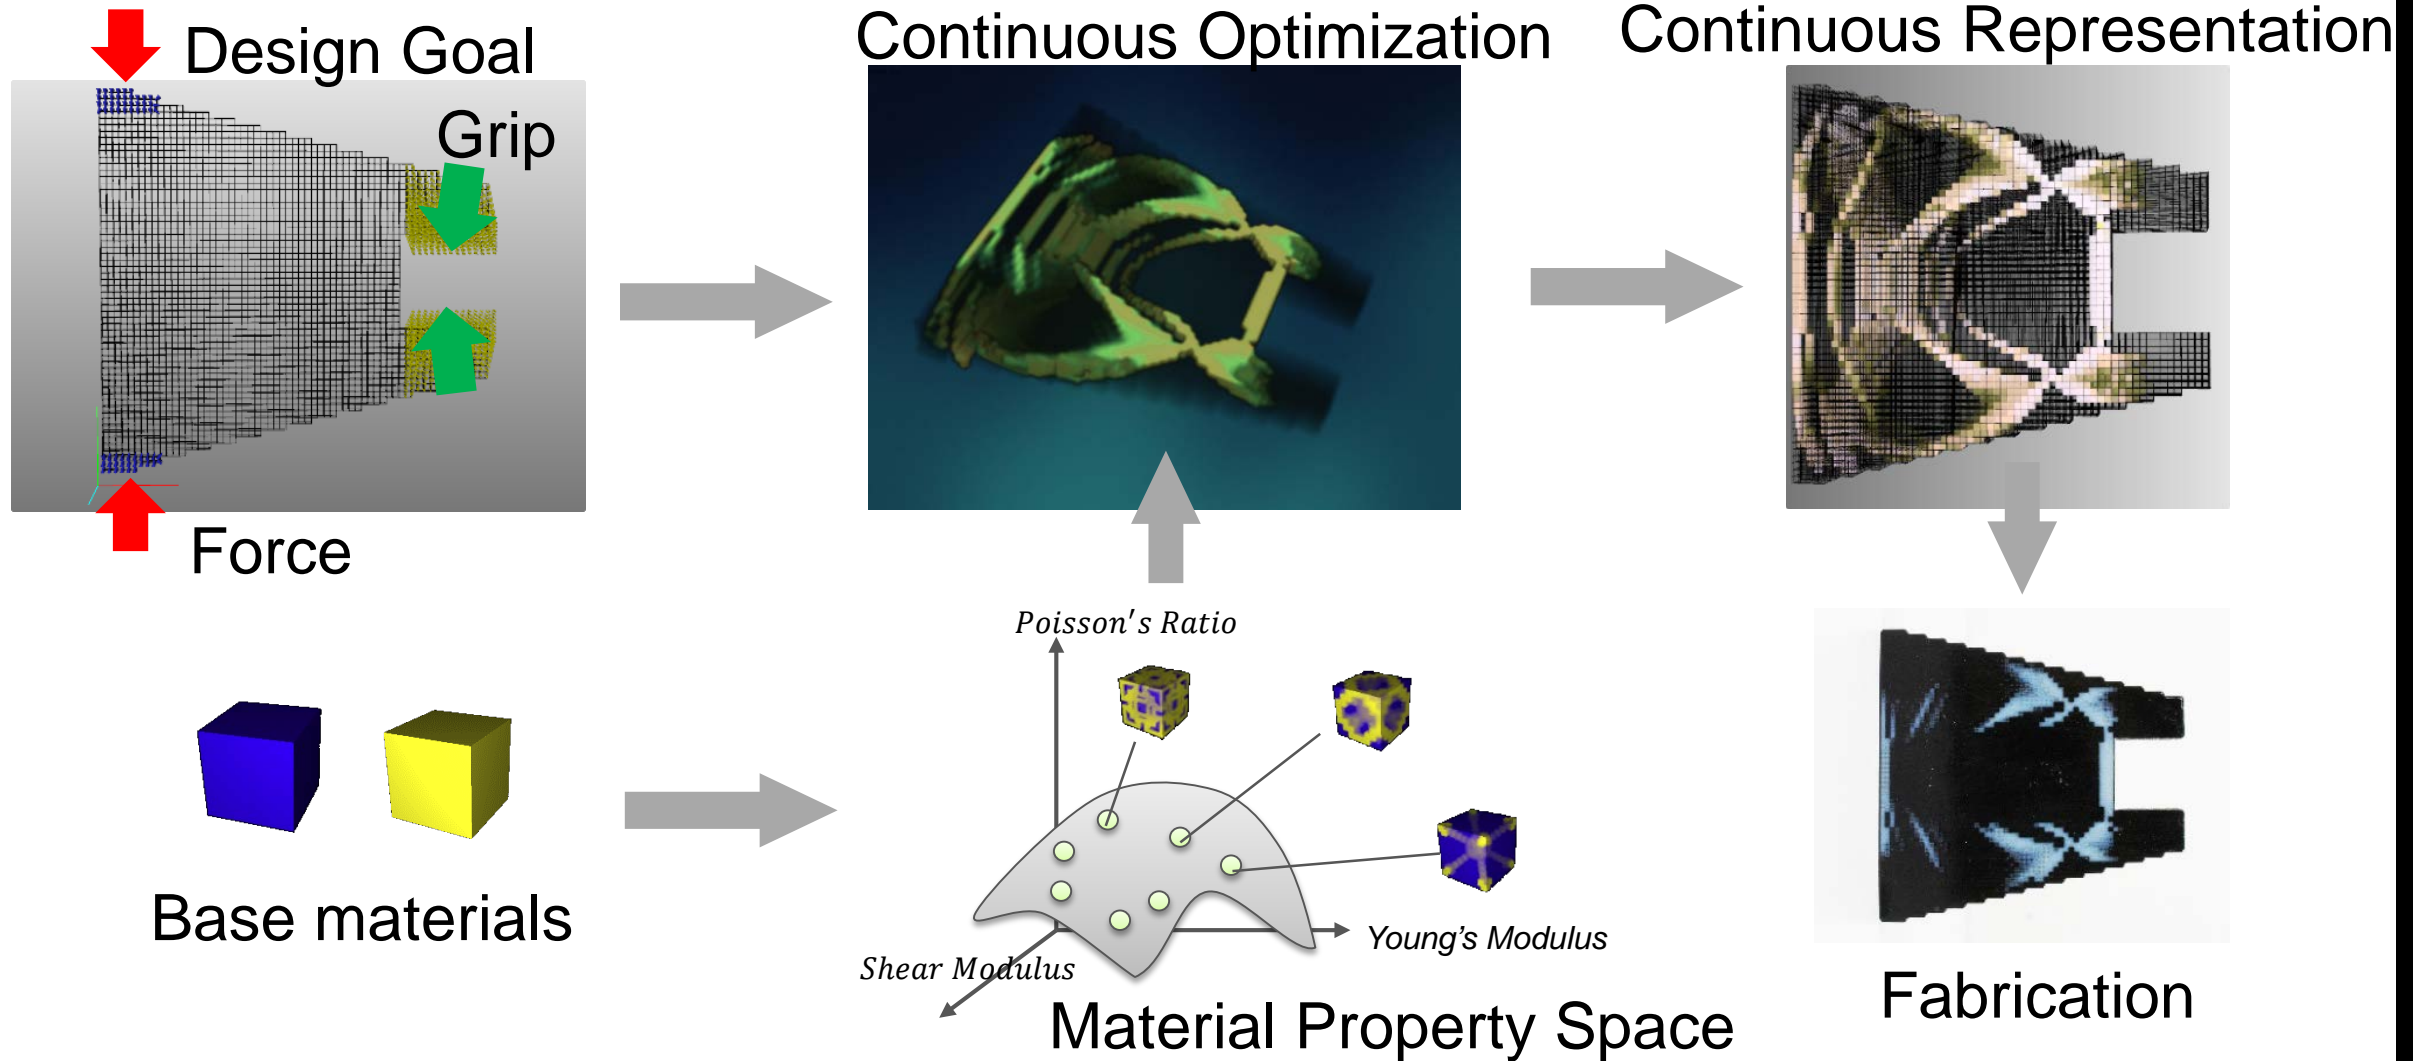 Design Goal
Continuous Optimization
Continuous Representation
Grip
Force
Poisson's Ratio
Base materials
Young's Modulus
Shear Modulus
Material Property Space
Fabrication